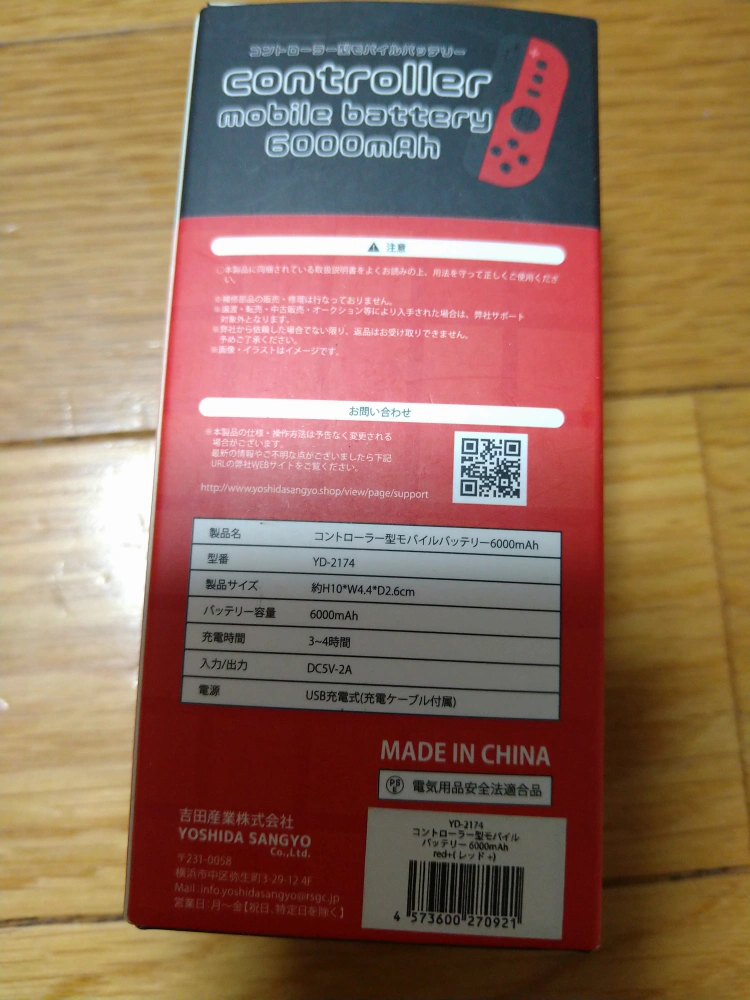 コントローラー型モバイルバッテリー
controller
mobile battery
6000mAh
注意
○本製品に同梱されている取扱説明書をよくお読みの上、用法を守って正しくご使用くださ
い。
※補修部品の販売・修理は行なっておりません。
※譲渡・転売・中古販売・オークション等により入手された場合は、弊社サポート
対象外となります。
※弊社から依頼した場合でない限り、返品はお受け取りできません。
予めご了承ください。
※画像・イラストはイメージです。
お問い合わせ
※本製品の仕様・操作方法は予告なく変更される
場合がございます。
最新の情報やご不明な点がございましたら下記
URLの弊社WEBサイトをご覧ください。
http://www.yoshidasangyo.shop/view/page/support
製品名 コントローラー型モバイルバッテリー6000mAh
型番 YD-2174
製品サイズ 約H10*W4.4*D2.6cm
バッテリー容量 6000mAh
充電時間 3~4時間
入力/出力 DC5V-2A
電源 USB充電式(充電ケーブル付属)
MADE IN CHINA
PSE 電気用品安全法適合品
吉田産業株式会社
YOSHIDA SANGYO
Co.,Ltd.
〒231-0058
横浜市中区弥生町3-29-12 4F
Mail: info.yoshidasangyo@rsgc.jp
営業日:月~金【祝日、特定日を除く】
YD-2174
コントローラー型モバイル
バッテリー 6000mAh
red+( レッド +)
4 573600 270921